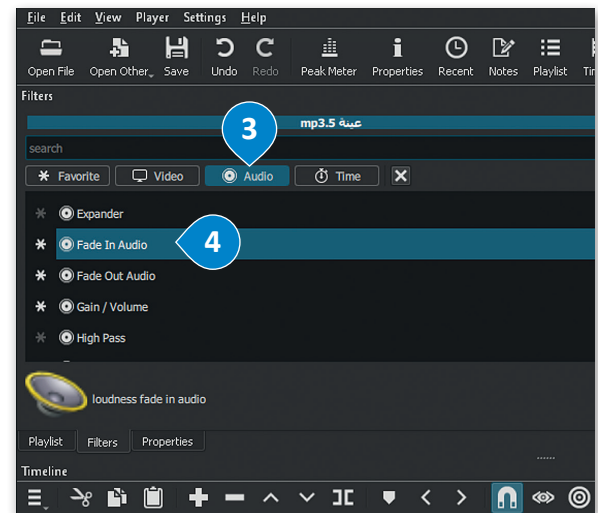 File Edit View Player Settings Help
Open File Open Other Save Undo Redo Peak Meter Properties Recent Notes Playlist
Filters
عينة mp3.5
3
search
Favorite Video Audio Time
Expander
Fade In Audio
4
Fade Out Audio
Gain / Volume
High Pass
loudness fade in audio
Playlist Filters Properties
Timeline